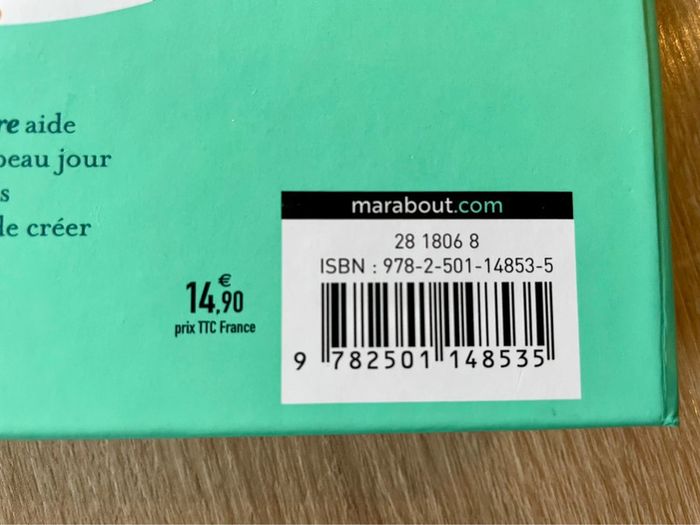 re aide
beau jour
s
de créer
marabout.com
28 1806 8
ISBN : 978-2-501-14853-5
14,90 €
prix TTC France
9 782501 148535